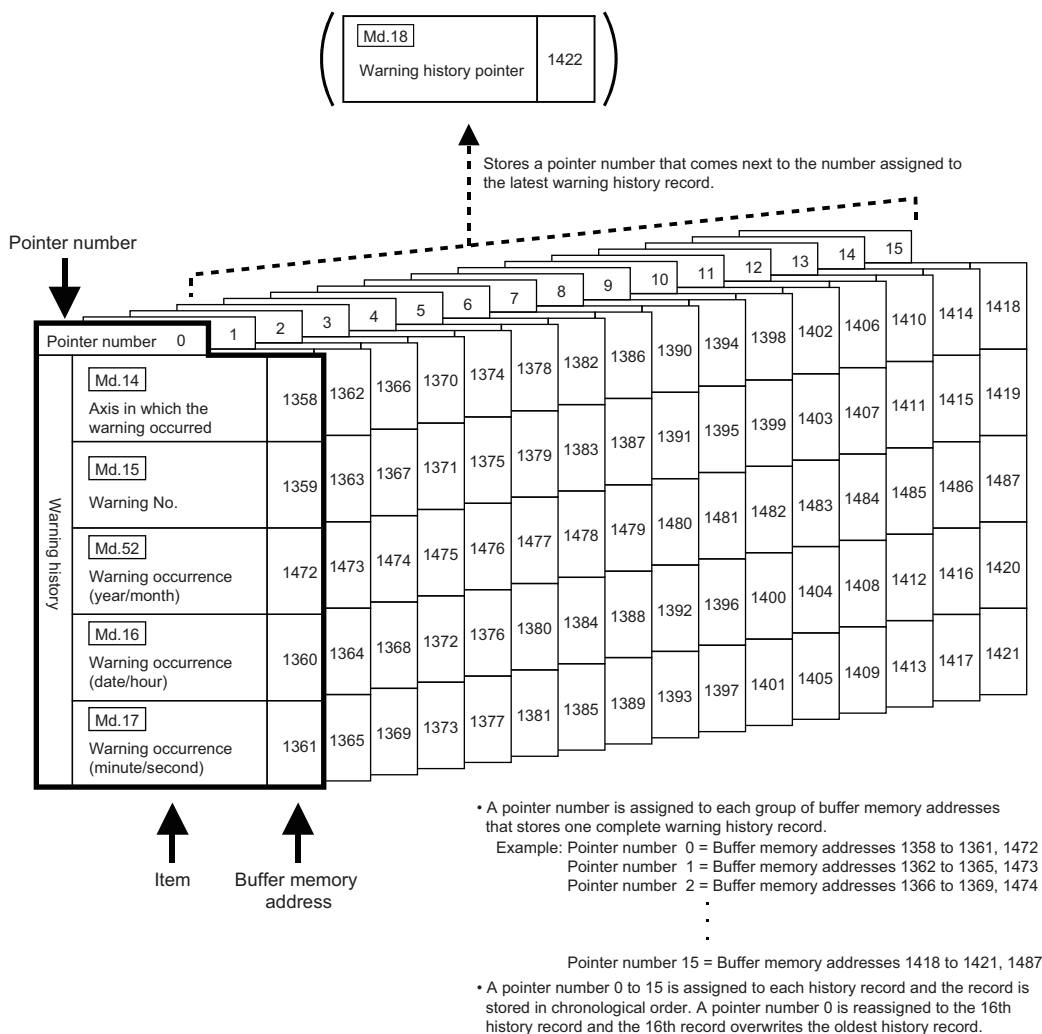 Md.18
Warning history pointer
1422
Stores a pointer number that comes next to the number assigned to
the latest warning history record.
Pointer number
Pointer number 0
1
2
3
4
5
6
7
8
9
10
11
12
13
14
15
Warning history
Md.14
Axis in which the
warning occurred
1358 1362 1366 1370 1374 1378 1382 1386 1390 1394 1398 1402 1406 1410 1414 1418
Md.15
Warning No.
1359 1363 1367 1371 1375 1379 1383 1387 1391 1395 1399 1403 1407 1411 1415 1419
Md.52
Warning occurrence
(year/month)
1472 1473 1474 1475 1476 1477 1478 1479 1480 1481 1482 1483 1484 1485 1486 1487
Md.16
Warning occurrence
(date/hour)
1360 1364 1368 1372 1376 1380 1384 1388 1392 1396 1400 1404 1408 1412 1416 1420
Md.17
Warning occurrence
(minute/second)
1361 1365 1369 1373 1377 1381 1385 1389 1393 1397 1401 1405 1409 1413 1417 1421
Item
Buffer memory
address
• A pointer number is assigned to each group of buffer memory addresses
that stores one complete warning history record.
Example: Pointer number 0 = Buffer memory addresses 1358 to 1361, 1472
Pointer number 1 = Buffer memory addresses 1362 to 1365, 1473
Pointer number 2 = Buffer memory addresses 1366 to 1369, 1474
Pointer number 15 = Buffer memory addresses 1418 to 1421, 1487
• A pointer number 0 to 15 is assigned to each history record and the record is
stored in chronological order. A pointer number 0 is reassigned to the 16th
history record and the 16th record overwrites the oldest history record.